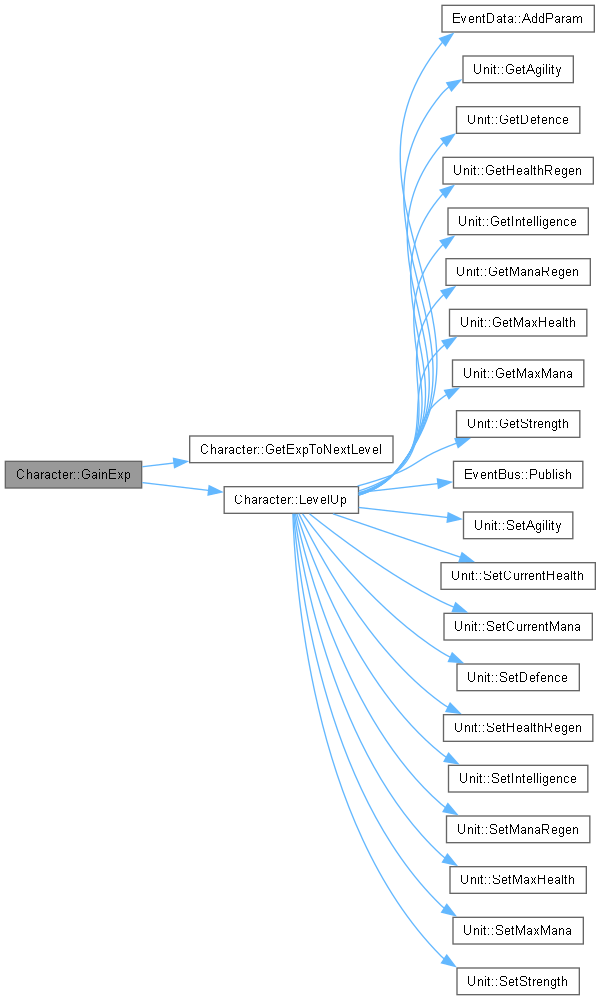 Character::GainExp
Character::GetExpToNextLevel
Character::LevelUp
EventData::AddParam
Unit::GetAgility
Unit::GetDefence
Unit::GetHealthRegen
Unit::GetIntelligence
Unit::GetManaRegen
Unit::GetMaxHealth
Unit::GetMaxMana
Unit::GetStrength
EventBus::Publish
Unit::SetAgility
Unit::SetCurrentHealth
Unit::SetCurrentMana
Unit::SetDefence
Unit::SetHealthRegen
Unit::SetIntelligence
Unit::SetManaRegen
Unit::SetMaxHealth
Unit::SetMaxMana
Unit::SetStrength